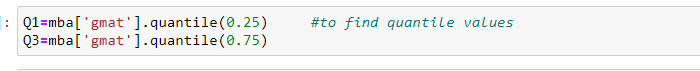 ]: Q1=mba['gmat'].quantile(0.25)     #to find quantile values
Q3=mba['gmat'].quantile(0.75)